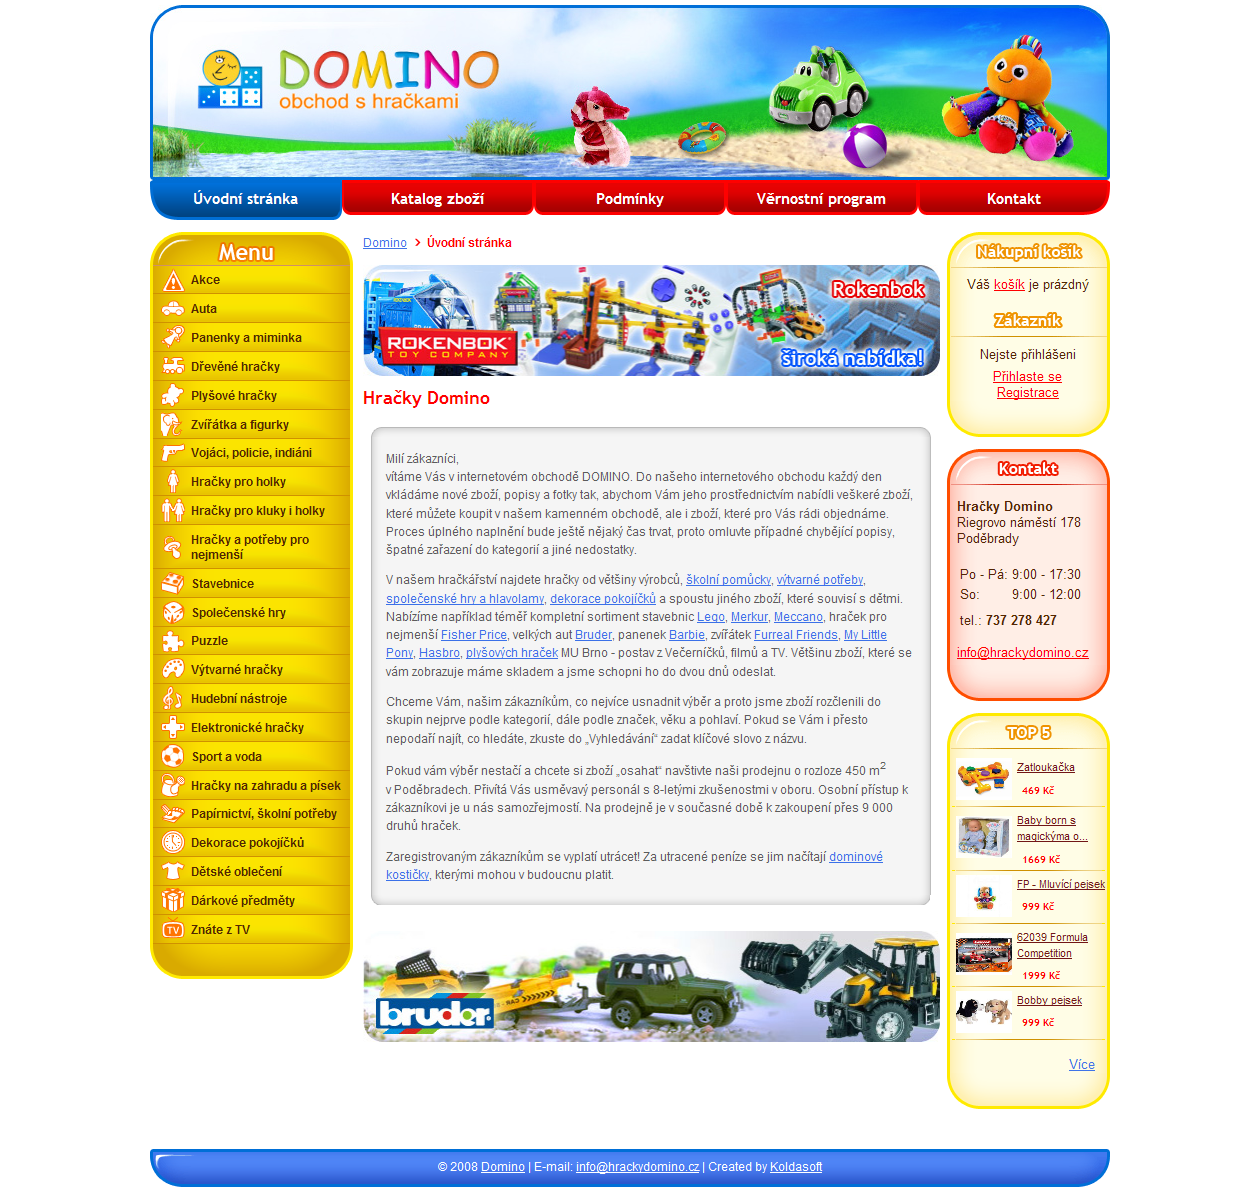 DOMINO
obchod s hračkami
Úvodní stránka
Katalog zboží
Podmínky
Věrnostní program
Kontakt
Menu
Akce
Auta
Panenky a miminka
Dřevěné hračky
Plyšové hračky
Zvířátka a figurky
Vojáci, policie, indiáni
Hračky pro holky
Hračky pro kluky i holky
Hračky a potřeby pro
nejmenší
Stavebnice
Společenské hry
Puzzle
Výtvarné hračky
Hudební nástroje
Elektronické hračky
Sport a voda
Hračky na zahradu a písek
Papírnictví, školní potřeby
Dekorace pokojíčků
Dětské oblečení
Dárkové předměty
TV
Znáte z TV
Domino > Úvodní stránka
Rokenbok
ROKENBOK
TOY COMPANY
široká nabídka!
Hračky Domino
Milí zákazníci,
vítáme Vás v internetovém obchodě DOMINO. Do našeho internetového obchodu každý den
vkládáme nové zboží, popisy a fotky tak, abychom Vám jeho prostřednictvím nabídli veškeré zboží,
které můžete koupit v našem kamenném obchodě, ale i zboží, které pro Vás rádi objednáme.
Proces úplného naplnění bude ještě nějaký čas trvat, proto omluvte případné chybějící popisy,
špatné zařazení do kategorií a jiné nedostatky.
V našem hračkářství najdete hračky od většiny výrobců, školní pomůcky, výtvarné potřeby,
společenské hry a hlavolamy, dekorace pokojíčků a spoustu jiného zboží, které souvisí s dětmi.
Nabízíme například téměř kompletní sortiment stavebnic Lego, Merkur, Meccano, hraček pro
nejmenší Fisher Price, velkých aut Bruder, panenek Barbie, zvířátek Furreal Friends, My Little
Pony, Hasbro, plyšových hraček MU Brno - postav z Večerníčků, filmů a TV. Většinu zboží, které se
vám zobrazuje máme skladem a jsme schopni ho do dvou dnů odeslat.
Chceme Vám, našim zákazníkům, co nejvíce usnadnit výběr a proto jsme zboží rozčlenili do
skupin nejprve podle kategorií, dále podle značek, věku a pohlaví. Pokud se Vám i přesto
nepodaří najít, co hledáte, zkuste do „Vyhledávání“ zadat klíčové slovo z názvu.
Pokud vám výběr nestačí a chcete si zboží „osahat“ navštivte naši prodejnu o rozloze 450 m2
v Poděbradech. Přivítá Vás usměvavý personál s 8-letými zkušenostmi v oboru. Osobní přístup k
zákazníkovi je u nás samozřejmostí. Na prodejně je v současné době k zakoupení přes 9 000
druhů hraček.
Zaregistrovaným zákazníkům se vyplatí utrácet! Za utracené peníze se jim načítají dominové
kostičky, kterými mohou v budoucnu platit.
bruder
Nákupní košík
Váš košík je prázdný
Zákazník
Nejste přihlášeni
Přihlaste se
Registrace
Kontakt
Hračky Domino
Riegrovo náměstí 178
Poděbrady
Po - Pá: 9:00 - 17:30
So: 9:00 - 12:00
tel.: 737 278 427
info@hrackydomino.cz
TOP 5
Zatloukačka
469 Kč
Baby born s
magickýma o...
1669 Kč
FP - Mluvící pejsek
999 Kč
62039 Formula
Competition
1999 Kč
Bobby pejsek
999 Kč
Více
© 2008 Domino | E-mail: info@hrackydomino.cz | Created by Koldasoft